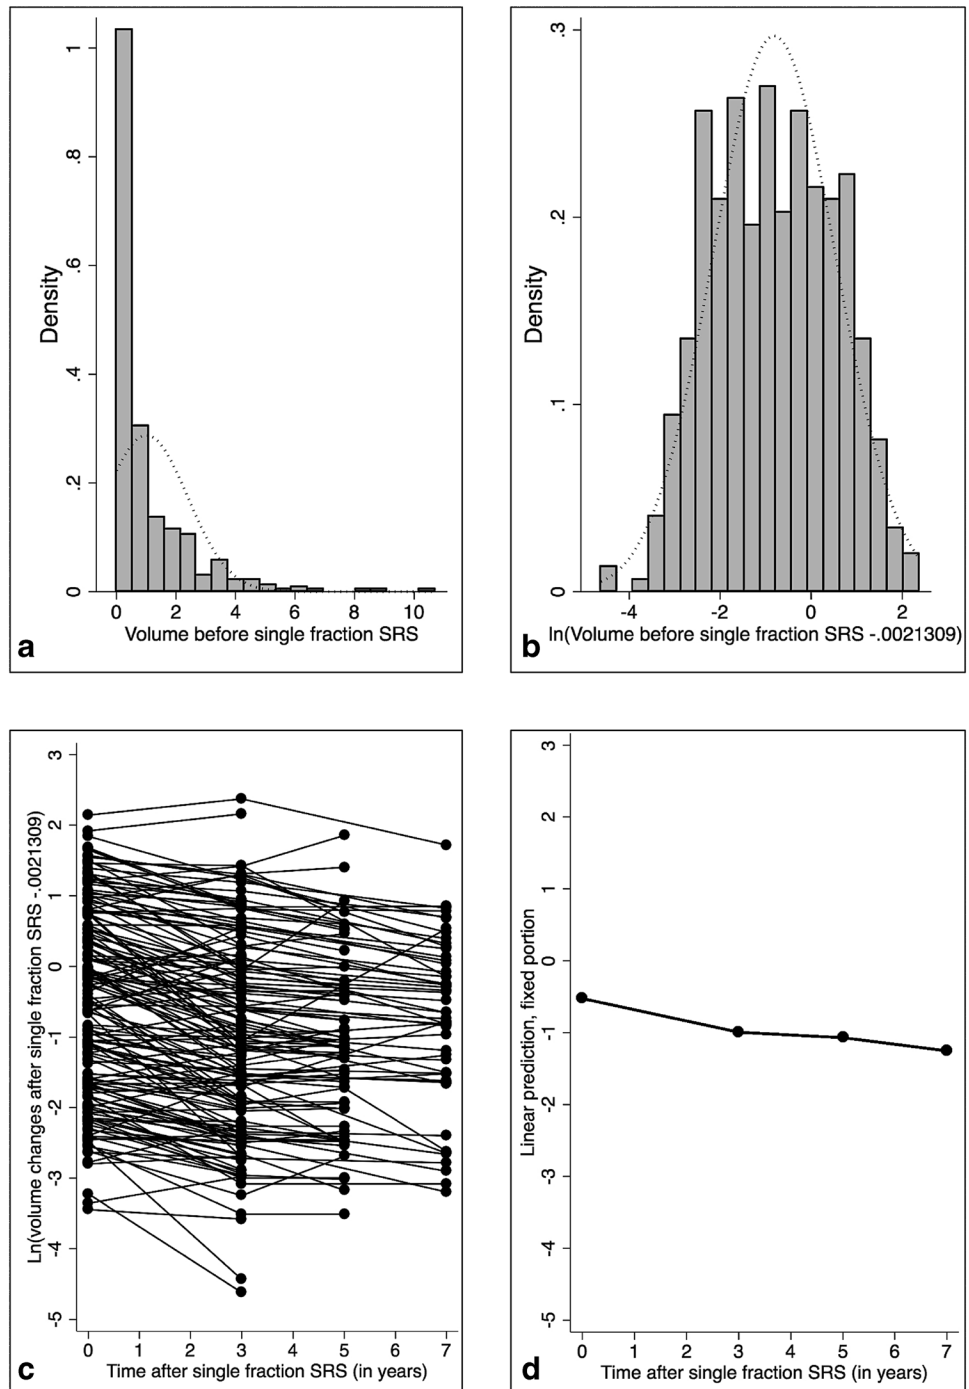 1
.8
.6
.4
.2
0
Density
0 2 4 6 8 10
Volume before single fraction SRS
a
.3
.2
.1
0
Density
-4 -2 0 2
ln(Volume before single fraction SRS -.0021309)
b
3
2
1
0
-1
-2
-3
-4
-5
Ln(volume changes after single fraction SRS -.0021309)
0 1 2 3 4 5 6 7
Time after single fraction SRS (in years)
c
3
2
1
0
-1
-2
-3
-4
-5
Linear prediction, fixed portion
0 1 2 3 4 5 6 7
Time after single fraction SRS (in years)
d